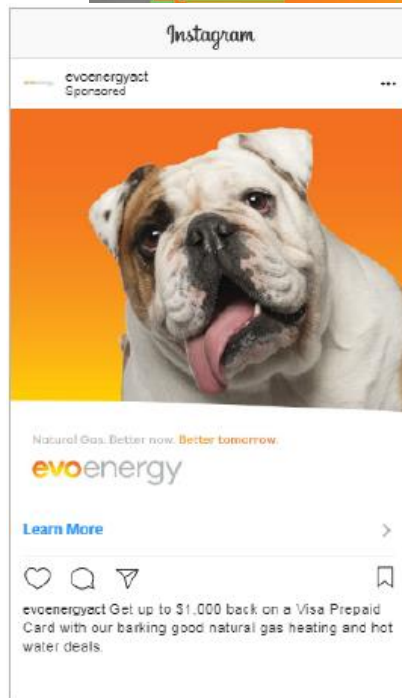 Instagram
evoenergyact
Sponsored
Natural Gas. Better now. Better tomorrow.
evoenergy
Learn More
evoenergyact Get up to $1,000 back on a Visa Prepaid
Card with our barking good natural gas heating and hot
water deals.